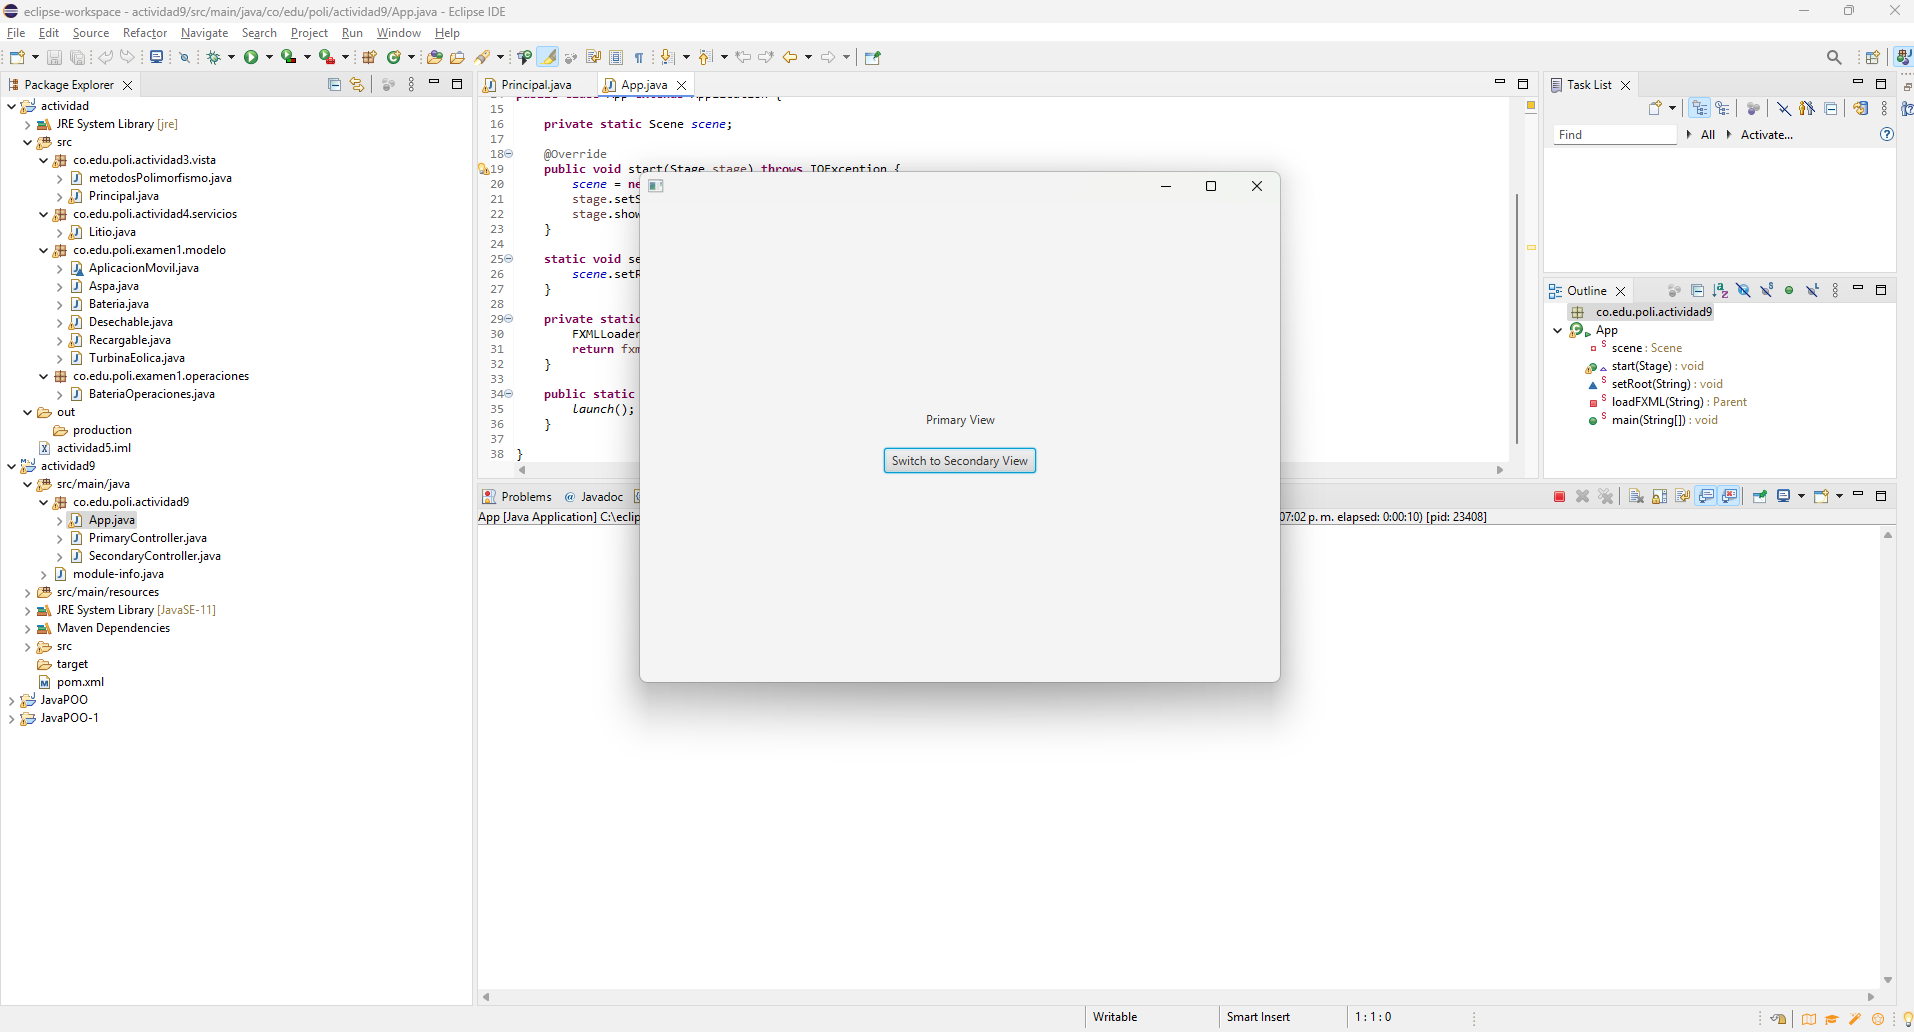 eclipse-workspace - actividad9/src/main/java/co/edu/poli/actividad9/App.java - Eclipse IDE
File Edit Source Refactor Navigate Search Project Run Window Help
Package Explorer
actividad
JRE System Library [jre]
src
co.edu.poli.actividad3.vista
metodosPolimorfismo.java
Principal.java
co.edu.poli.actividad4.servicios
Litio.java
co.edu.poli.examen1.modelo
AplicacionMovil.java
Aspa.java
Bateria.java
Desechable.java
Recargable.java
TurbinaEolica.java
co.edu.poli.examen1.operaciones
BateriaOperaciones.java
out
production
actividad5.iml
actividad9
src/main/java
co.edu.poli.actividad9
App.java
PrimaryController.java
SecondaryController.java
module-info.java
src/main/resources
JRE System Library [JavaSE-11]
Maven Dependencies
src
target
pom.xml
JavaPOO
JavaPOO-1
Principal.java App.java
15
16 private static Scene scene;
17
18 @Override
19 public void start(Stage stage) throws IOException {
20 scene = ne
21 stage.setS
22 stage.show
23 }
24
25 static void se
26 scene.setR
27 }
28
29 private static
30 FXMLLoader
31 return fxm
32 }
33
34 public static
35 launch();
36 }
37
38 }
Primary View
Switch to Secondary View
Problems Javadoc
App [Java Application] C:\eclip
07:02 p. m. elapsed: 0:00:10) [pid: 23408]
Task List
Find All Activate...
Outline
co.edu.poli.actividad9
App
scene : Scene
start(Stage) : void
setRoot(String) : void
loadFXML(String) : Parent
main(String[]) : void
Writable Smart Insert 1 : 1 : 0